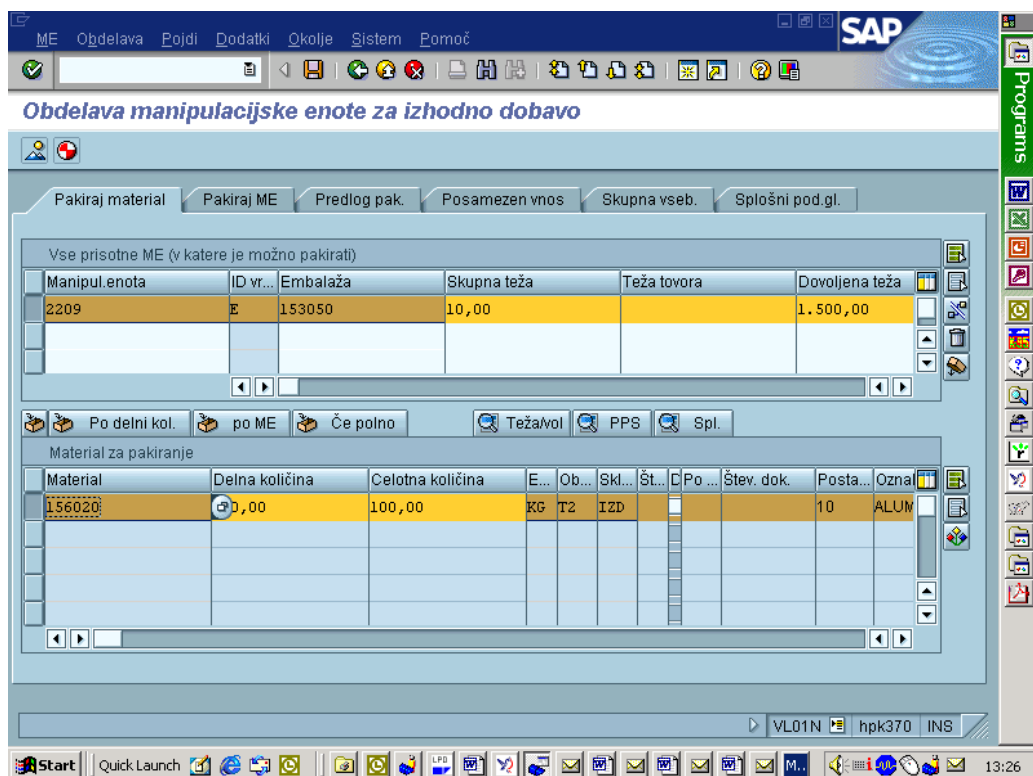 ME Obdelava Pojdi Dodatki Okolje Sistem Pomoč
SAP
Obdelava manipulacijske enote za izhodno dobavo
Programs
Pakiraj material Pakiraj ME Predlog pak. Posamezen vnos Skupna vseb. Splošni pod.gl.
Vse prisotne ME (v katere je možno pakirati)
Manipul.enota ID vr... Embalaža Skupna teža Teža tovora Dovoljena teža
2209 E 153050 10,00 1.500,00
Po delni kol. po ME Če polno Teža/vol PPS Spl.
Material za pakiranje
Material Delna količina Celotna količina E... Ob... Skl... Št... D Po ... Štev. dok. Posta... Oznal
156020 0,00 100,00 KG T2 IZD 10 ALUM
VL01N hpk370 INS
Start Quick Launch LPD M.. 13:26